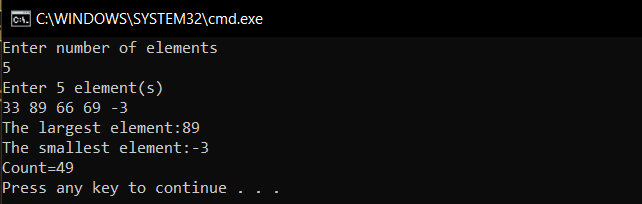 C:\WINDOWS\SYSTEM32\cmd.exe
Enter number of elements
5
Enter 5 element(s)
33 89 66 69 -3
The largest element:89
The smallest element:-3
Count=49
Press any key to continue . . .